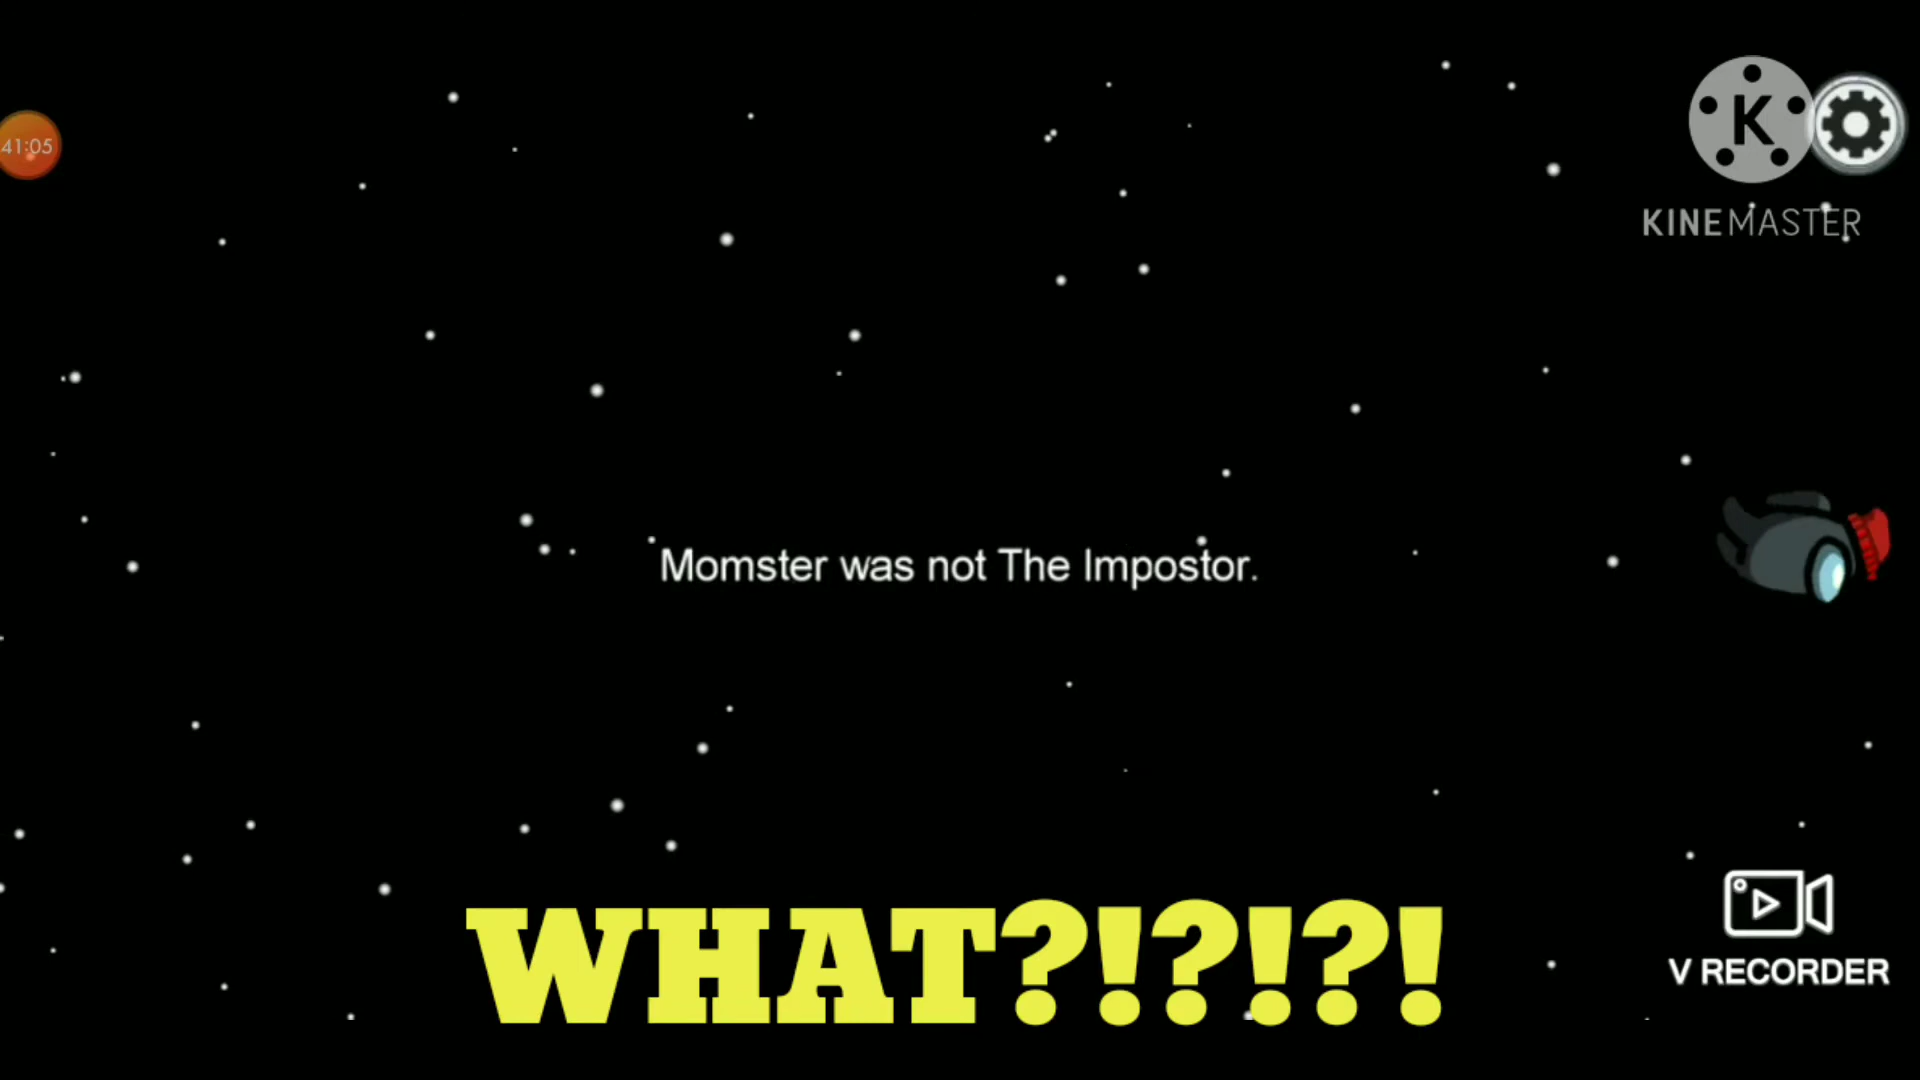 41:05
K
KINEMASTER
Momster was not The Impostor.
WHAT?!?!?!
V RECORDER